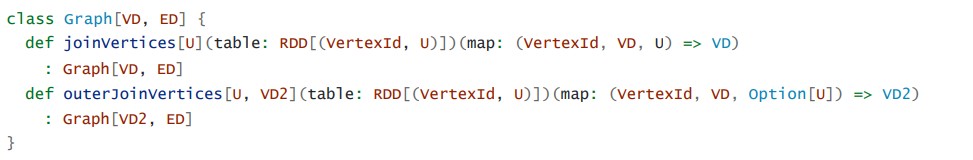 class Graph[VD, ED] {
  def joinVertices[U](table: RDD[(VertexId, U)])(map: (VertexId, VD, U) => VD)
    : Graph[VD, ED]
  def outerJoinVertices[U, VD2](table: RDD[(VertexId, U)])(map: (VertexId, VD, Option[U]) => VD2)
    : Graph[VD2, ED]
}